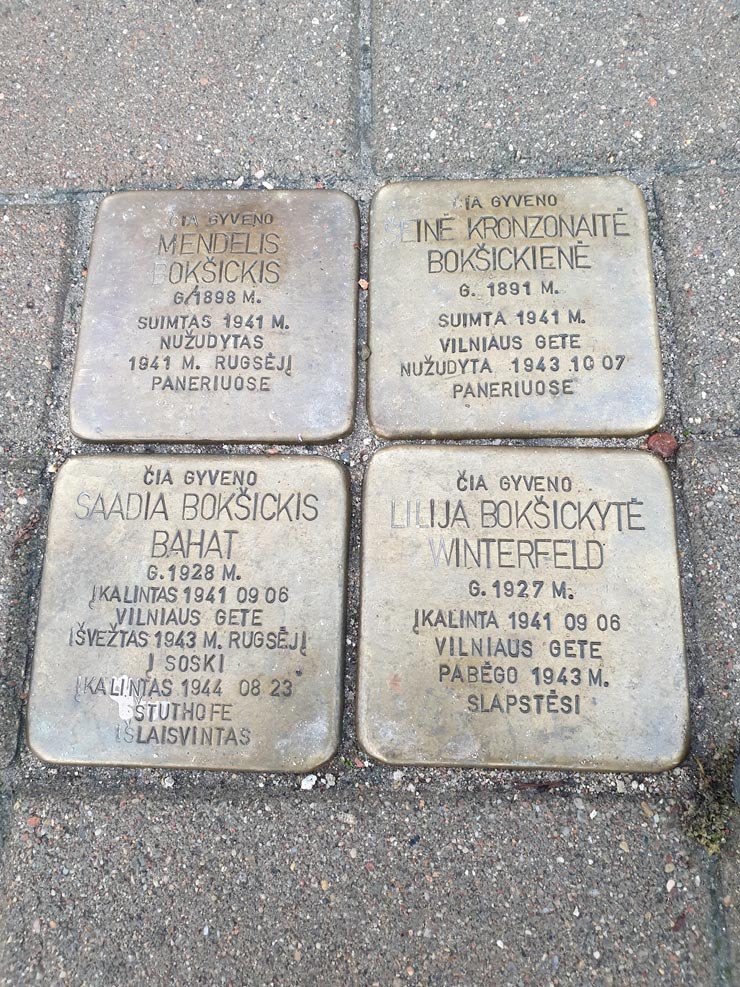 ČIA GYVENO
MENDELIS
BOKŠICKIS
G. 1898 M.
SUIMTAS 1941 M.
NUŽUDYTAS
1941 M. RUGSĖJĮ
PANERIUOSE
ČIA GYVENO
SEINĖ KRONZONAITĖ
BOKŠICKIENĖ
G. 1891 M.
SUIMTA 1941 M.
VILNIAUS GETE
NUŽUDYTA 1943 10 07
PANERIUOSE
ČIA GYVENO
SAADIA BOKŠICKIS
BAHAT
G. 1928 M.
ĮKALINTAS 1941 09 06
VILNIAUS GETE
IŠVEŽTAS 1943 M. RUGSĖJĮ
Į SOSKI
ĮKALINTAS 1944 08 23
ŠTUTHOFE
IŠLAISVINTAS
ČIA GYVENO
LILIJA BOKŠICKYTĖ
WINTERFELD
G. 1927 M.
ĮKALINTA 1941 09 06
VILNIAUS GETE
PABĖGO 1943 M.
SLAPSTĖSI